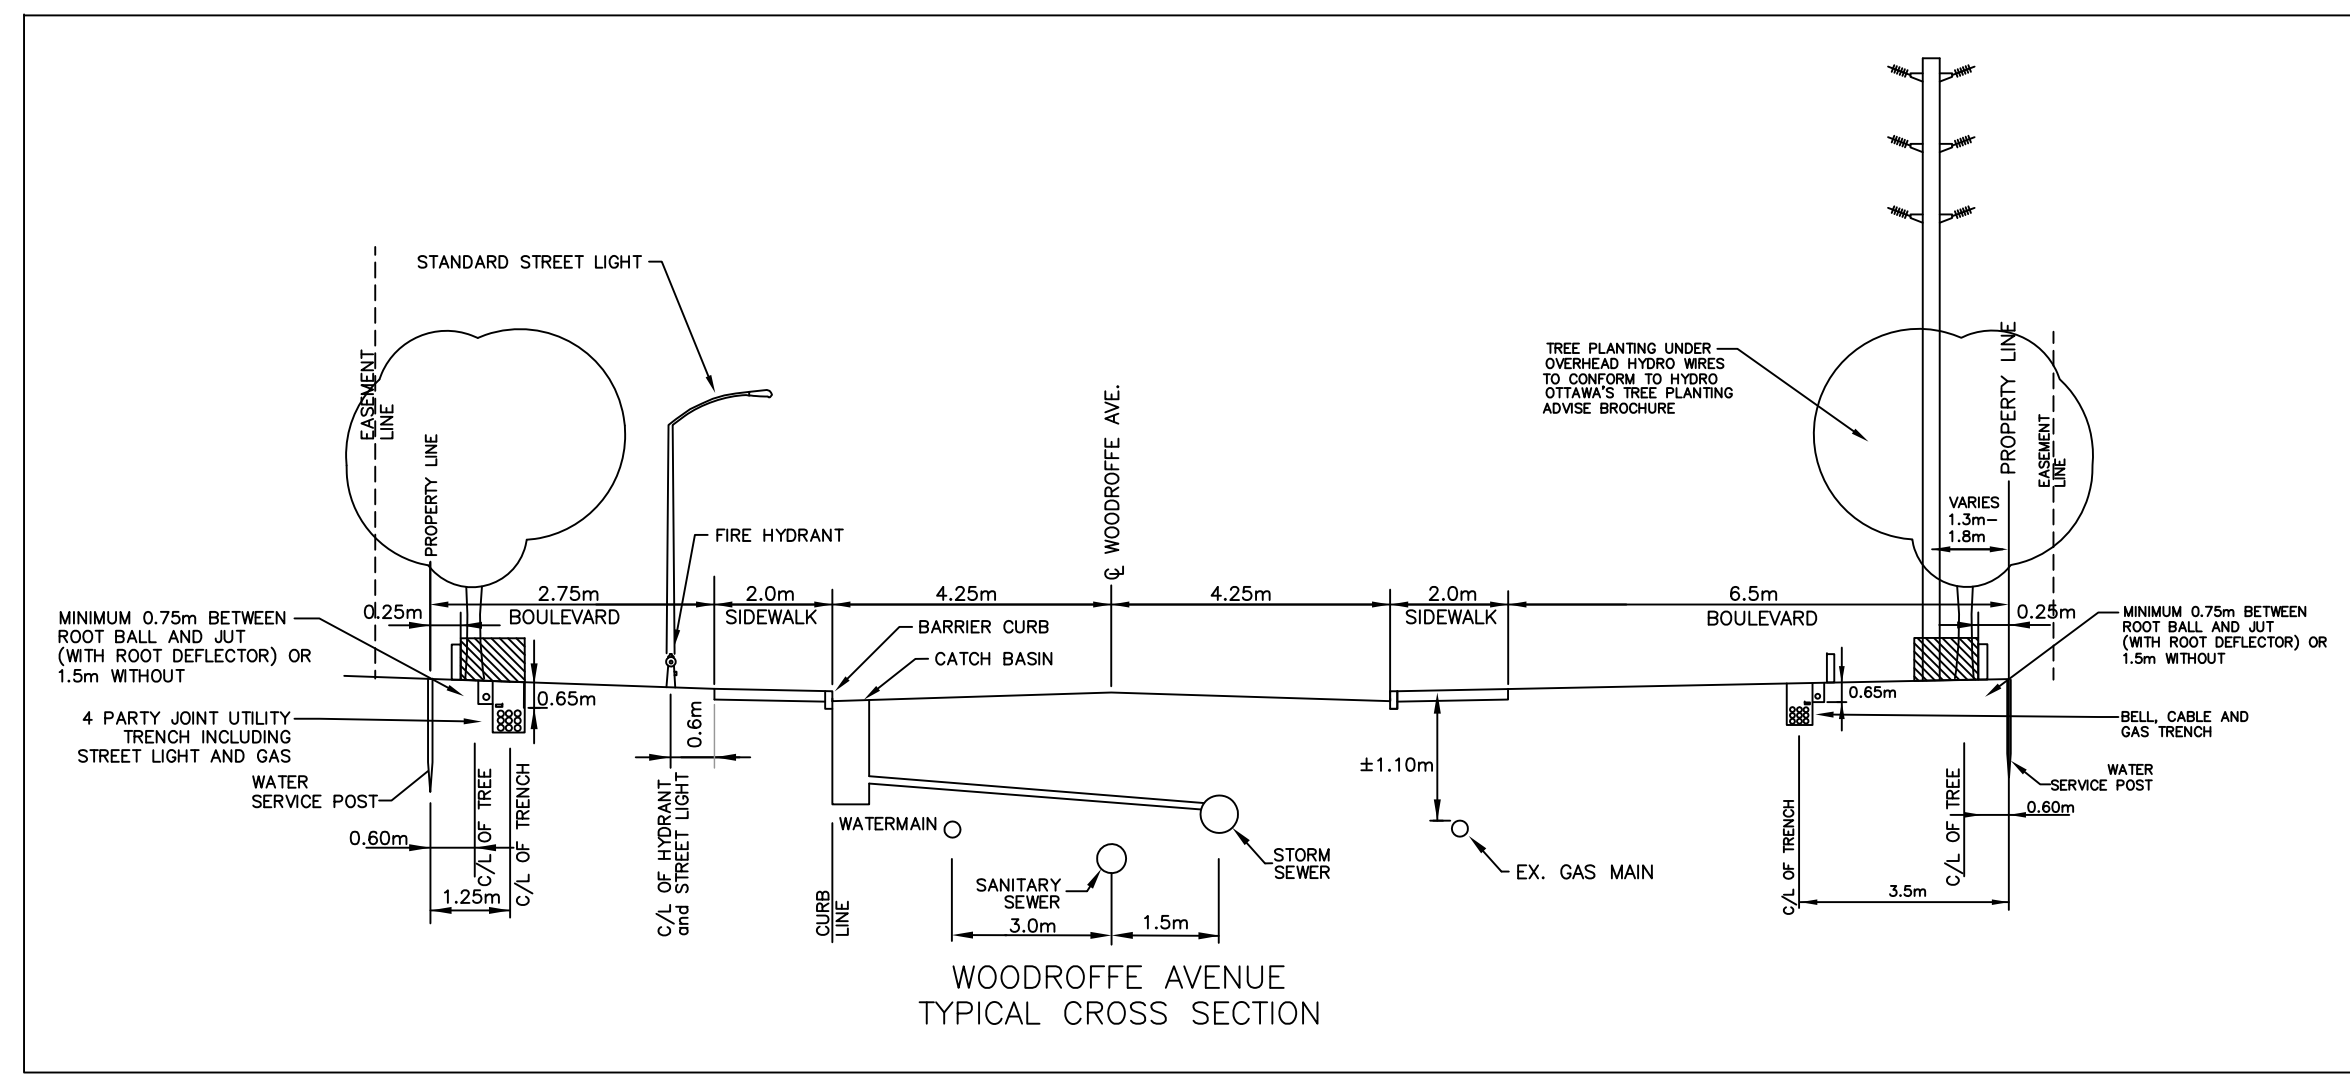 STANDARD STREET LIGHT
EASEMENT
LINE
PROPERTY LINE
FIRE HYDRANT
℄ WOODROFFE AVE.
TREE PLANTING UNDER
OVERHEAD HYDRO WIRES
TO CONFORM TO HYDRO
OTTAWA'S TREE PLANTING
ADVISE BROCHURE
PROPERTY LINE
EASEMENT
LINE
VARIES
1.3m-
1.8m
MINIMUM 0.75m BETWEEN
ROOT BALL AND JUT
(WITH ROOT DEFLECTOR) OR
1.5m WITHOUT
0.25m
2.75m
BOULEVARD
2.0m
SIDEWALK
4.25m
4.25m
2.0m
SIDEWALK
6.5m
BOULEVARD
0.25m
MINIMUM 0.75m BETWEEN
ROOT BALL AND JUT
(WITH ROOT DEFLECTOR) OR
1.5m WITHOUT
BARRIER CURB
CATCH BASIN
0.65m
0.65m
4 PARTY JOINT UTILITY
TRENCH INCLUDING
STREET LIGHT AND GAS
0.6m
±1.10m
BELL, CABLE AND
GAS TRENCH
WATER
SERVICE POST
WATER
SERVICE POST
0.60m
C/L OF TREE
C/L OF TRENCH
1.25m
C/L OF HYDRANT
and STREET LIGHT
CURB
LINE
WATERMAIN
SANITARY
SEWER
STORM
SEWER
3.0m
1.5m
EX. GAS MAIN
C/L OF TRENCH
C/L OF TREE
0.60m
3.5m
WOODROFFE AVENUE
TYPICAL CROSS SECTION